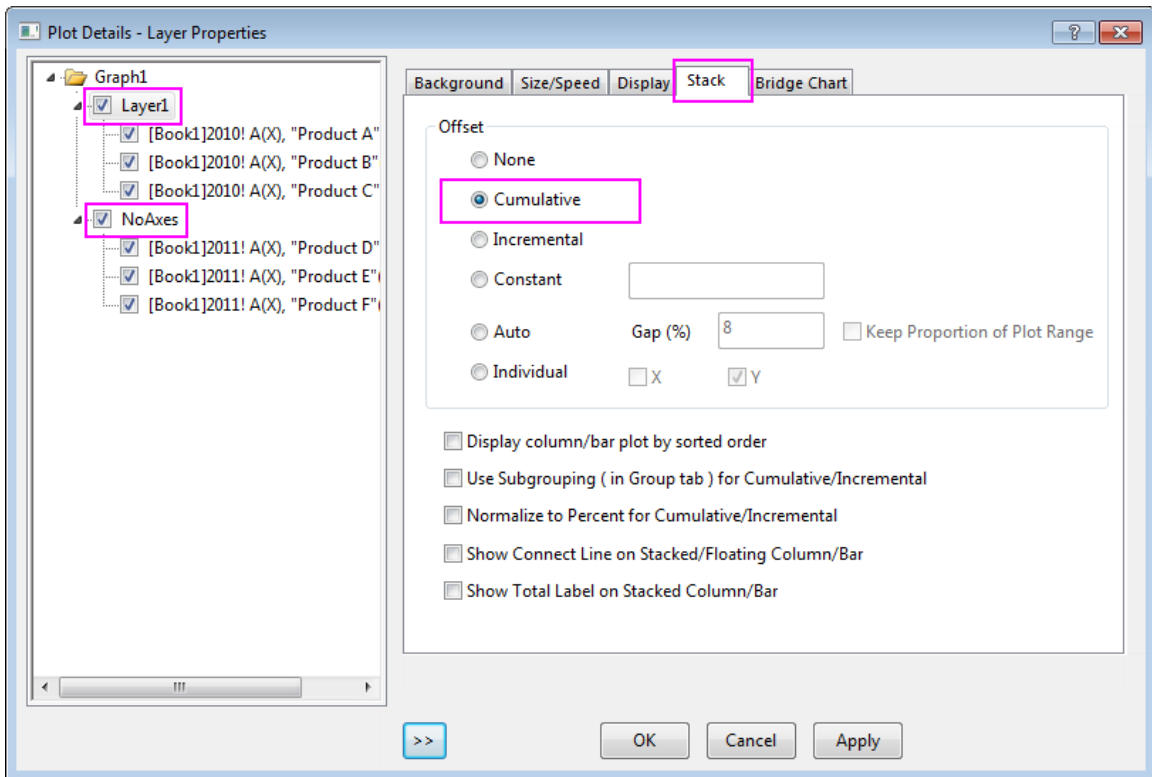 Plot Details - Layer Properties
Graph1
Layer1
[Book1]2010! A(X), "Product A"
[Book1]2010! A(X), "Product B"
[Book1]2010! A(X), "Product C"
NoAxes
[Book1]2011! A(X), "Product D"
[Book1]2011! A(X), "Product E"(
[Book1]2011! A(X), "Product F"(
Background Size/Speed Display Stack Bridge Chart
Offset
None
Cumulative
Incremental
Constant
Auto Gap (%) 8 Keep Proportion of Plot Range
Individual X Y
Display column/bar plot by sorted order
Use Subgrouping ( in Group tab ) for Cumulative/Incremental
Normalize to Percent for Cumulative/Incremental
Show Connect Line on Stacked/Floating Column/Bar
Show Total Label on Stacked Column/Bar
>> OK Cancel Apply